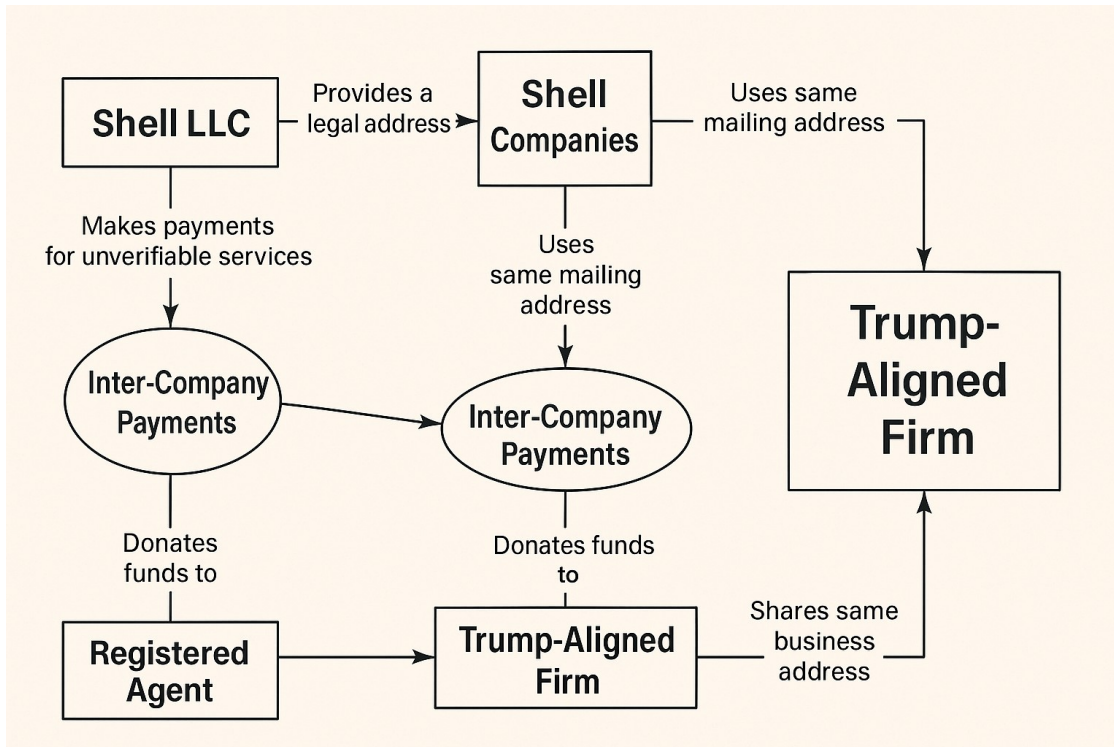 Shell LLC
Provides a
legal address
Shell
Companies
Uses same
mailing address
Makes payments
for unverifiable services
Uses
same mailing
address
Trump-
Aligned
Firm
Inter-Company
Payments
Inter-Company
Payments
Donates
funds to
Donates funds
to
Registered
Agent
Trump-Aligned
Firm
Shares same
business
address